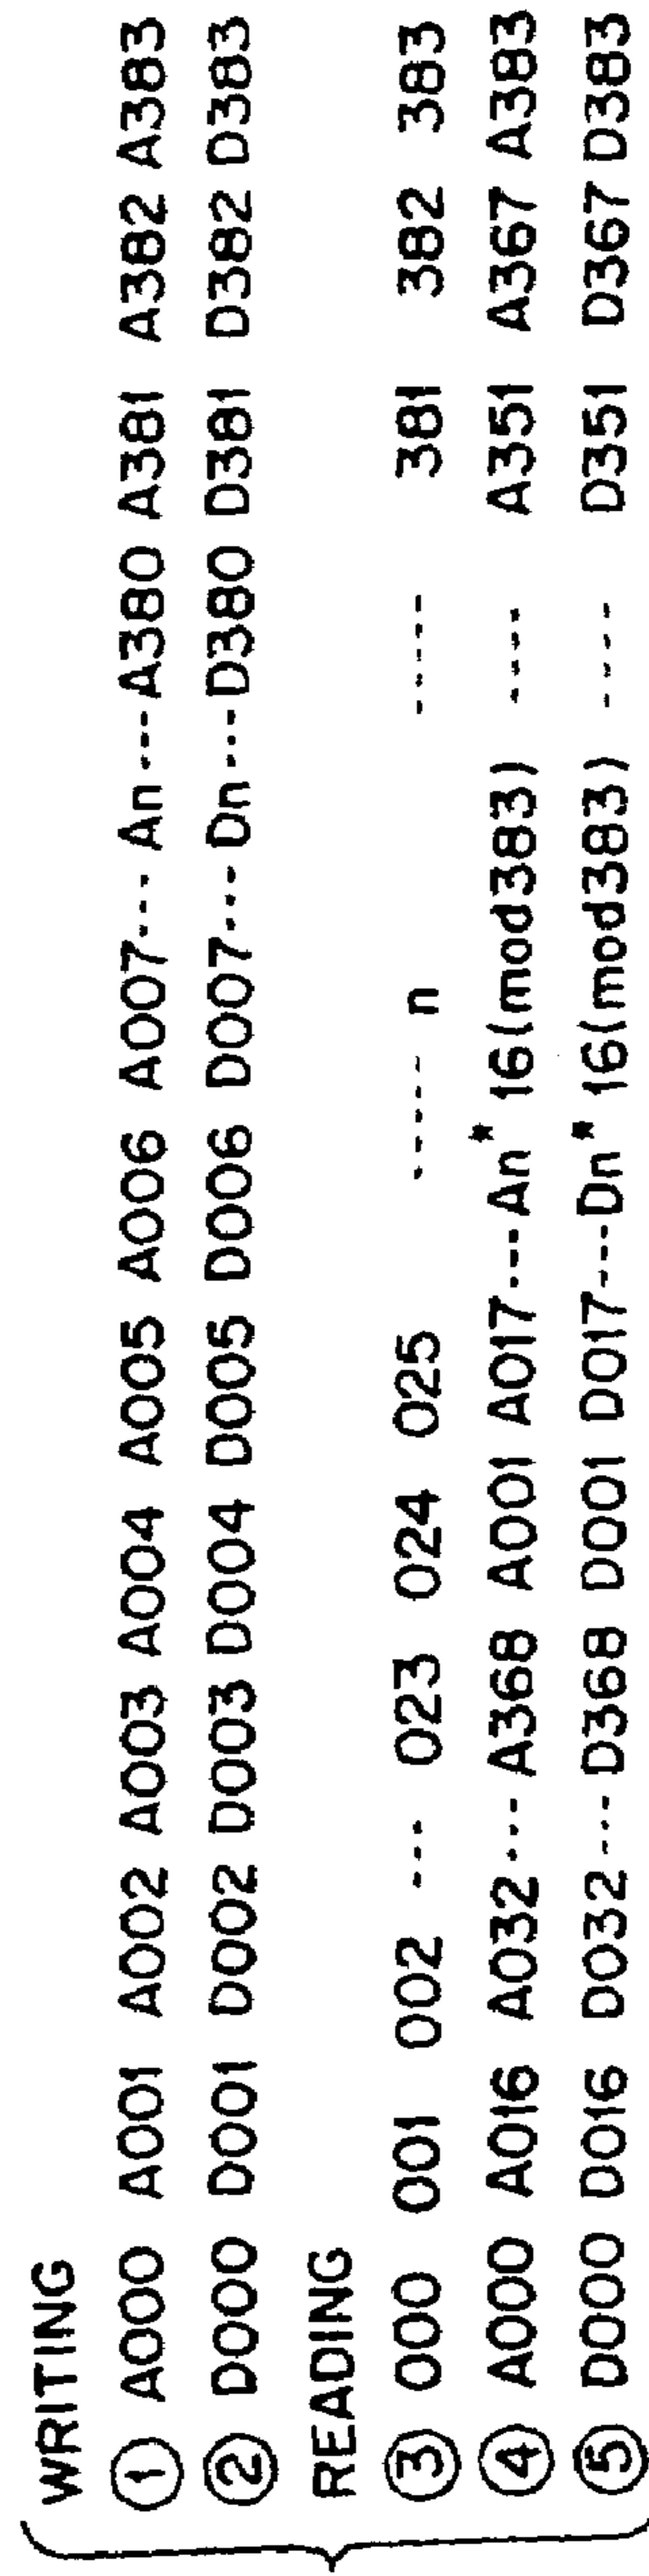 WRITING
① A000 A001 A002 A003 A004 A005 A006 A007--- An ---A380 A381 A382 A383
② D000 D001 D002 D003 D004 D005 D006 D007--- Dn ---D380 D381 D382 D383
READING
③ 000 001 002 --- 023 024 025 ----- n ----- 381 382 383
④ A000 A016 A032 --- A368 A001 A017---An* 16(mod383) ---- A351 A367 A383
⑤ D000 D016 D032 --- D368 D001 D017---Dn* 16(mod383) ---- D351 D367 D383